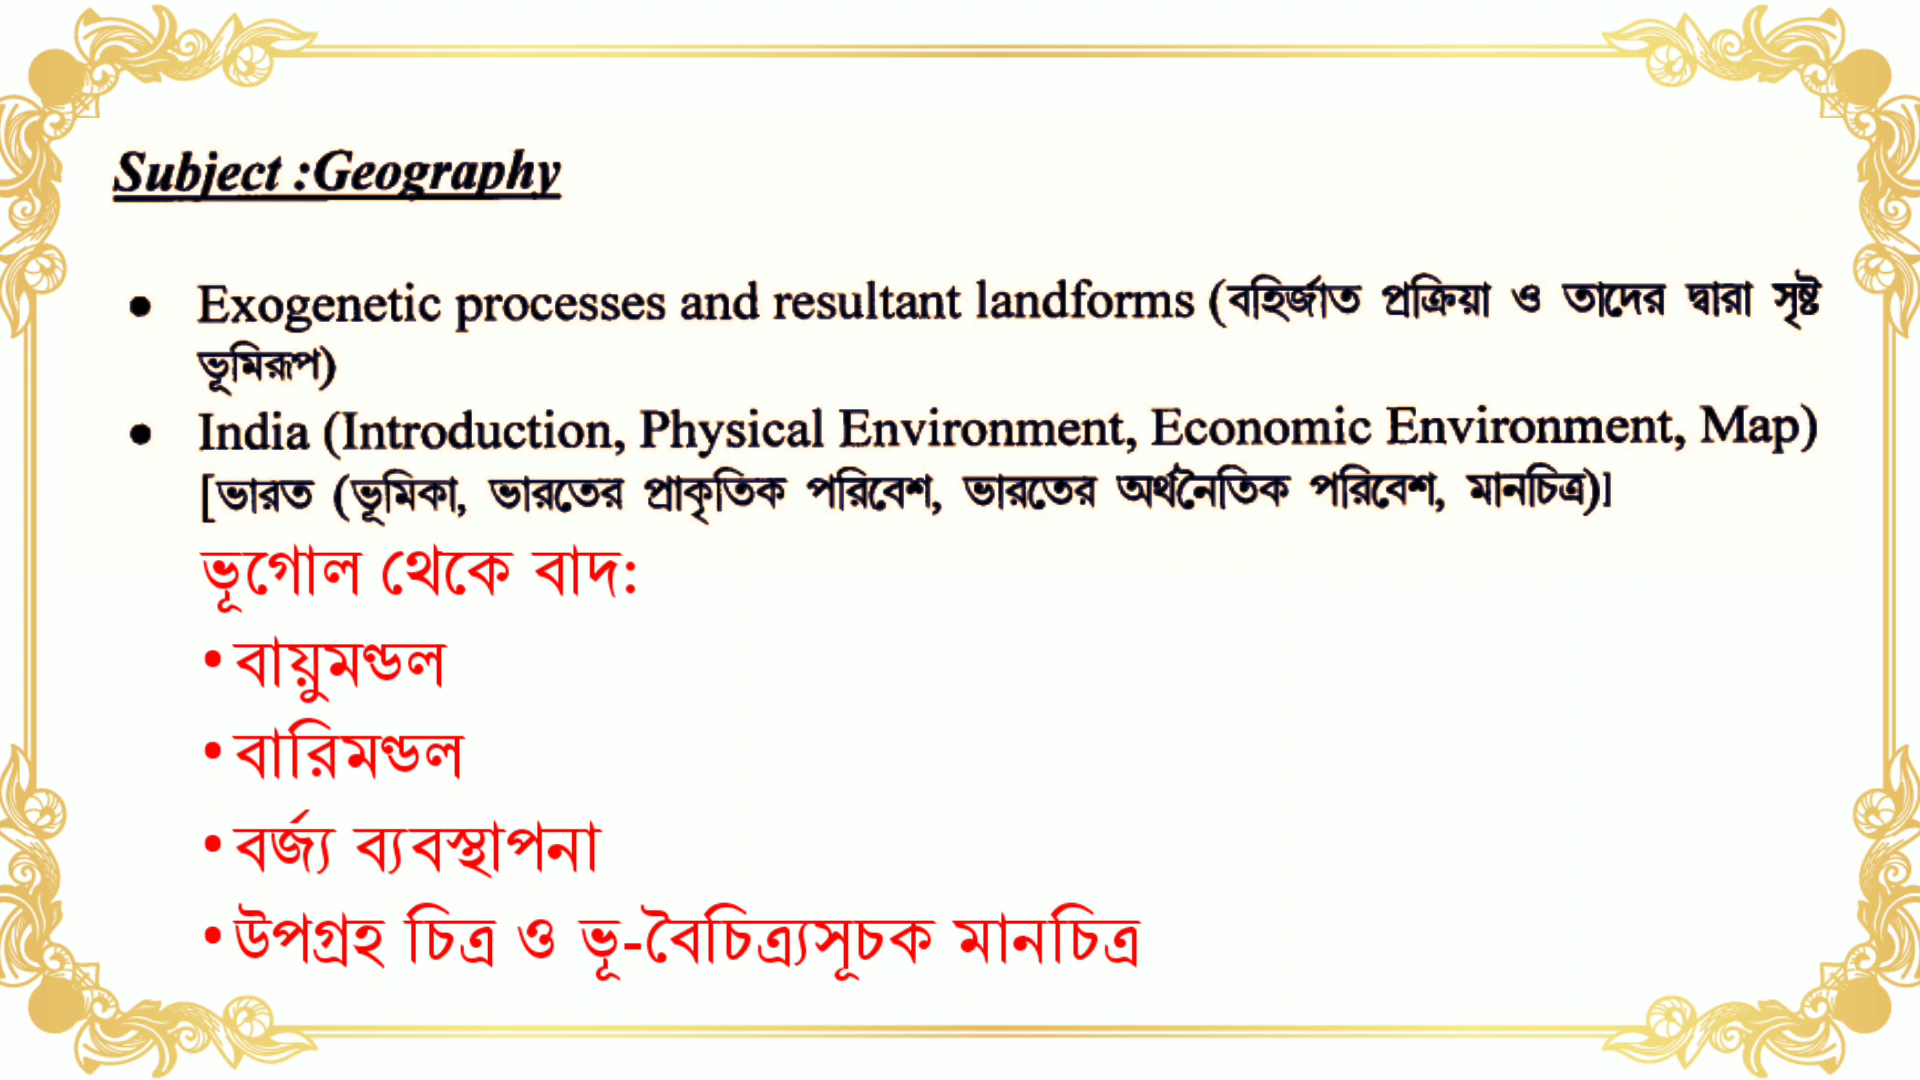 Subject :Geography
• Exogenetic processes and resultant landforms (বহির্জাত প্রক্রিয়া ও তাদের দ্বারা সৃষ্ট
ভূমিরূপ)
• India (Introduction, Physical Environment, Economic Environment, Map)
[ভারত (ভূমিকা, ভারতের প্রাকৃতিক পরিবেশ, ভারতের অর্থনৈতিক পরিবেশ, মানচিত্র)]
ভূগোল থেকে বাদ:
• বায়ুমণ্ডল
• বারিমণ্ডল
• বর্জ্য ব্যবস্থাপনা
• উপগ্রহ চিত্র ও ভূ-বৈচিত্র্যসূচক মানচিত্র